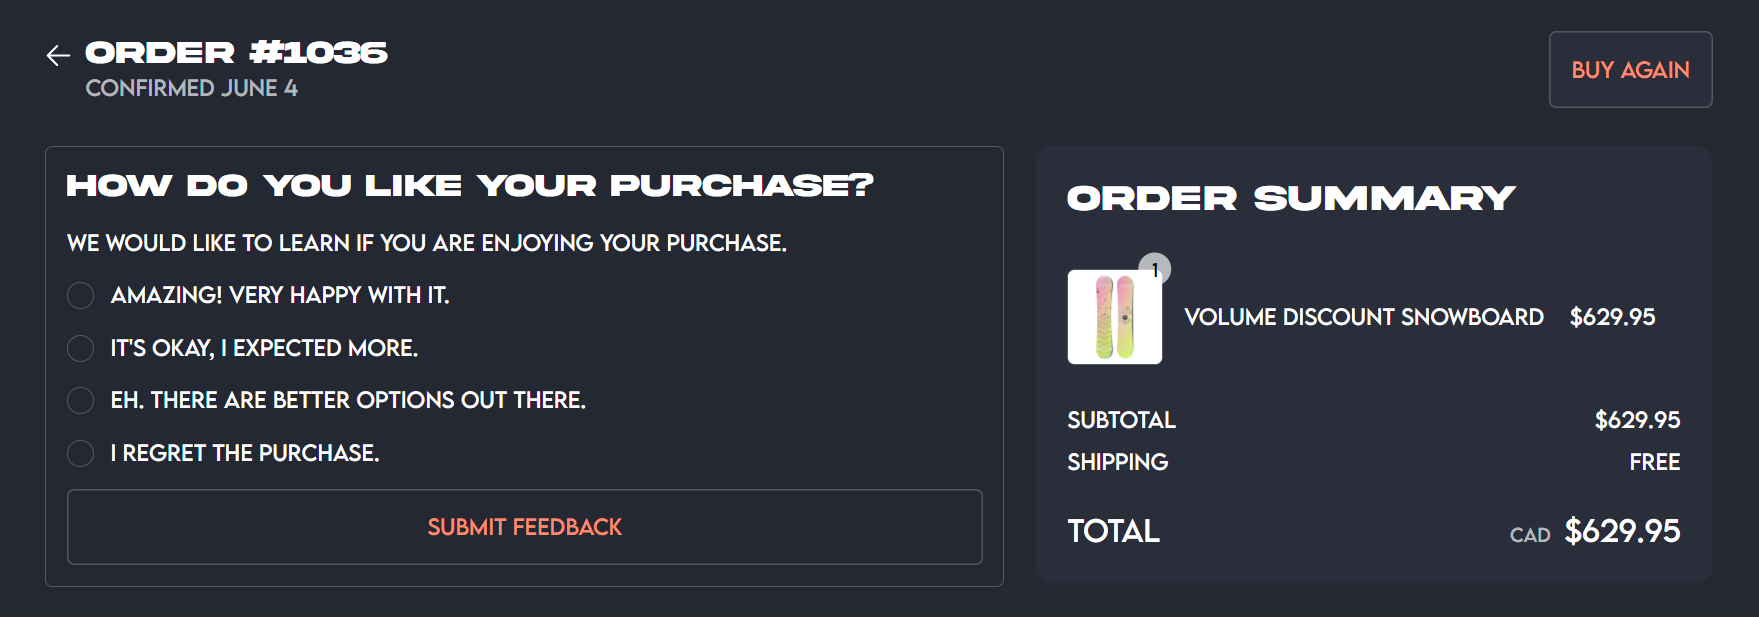 ORDER #1036
CONFIRMED JUNE 4
BUY AGAIN
HOW DO YOU LIKE YOUR PURCHASE?
WE WOULD LIKE TO LEARN IF YOU ARE ENJOYING YOUR PURCHASE.
AMAZING! VERY HAPPY WITH IT.
IT'S OKAY, I EXPECTED MORE.
EH. THERE ARE BETTER OPTIONS OUT THERE.
I REGRET THE PURCHASE.
SUBMIT FEEDBACK
ORDER SUMMARY
1
VOLUME DISCOUNT SNOWBOARD $629.95
SUBTOTAL $629.95
SHIPPING FREE
TOTAL CAD $629.95